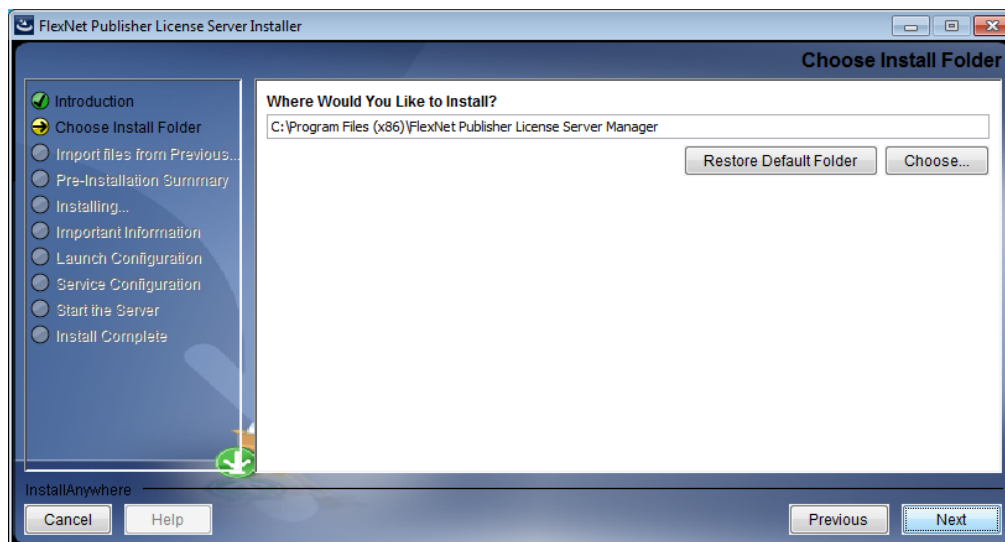 FlexNet Publisher License Server Installer
Choose Install Folder
Introduction
Choose Install Folder
Import files from Previous...
Pre-Installation Summary
Installing...
Important Information
Launch Configuration
Service Configuration
Start the Server
Install Complete
Where Would You Like to Install?
C:\Program Files (x86)\FlexNet Publisher License Server Manager
Restore Default Folder Choose...
InstallAnywhere
Cancel Help Previous Next